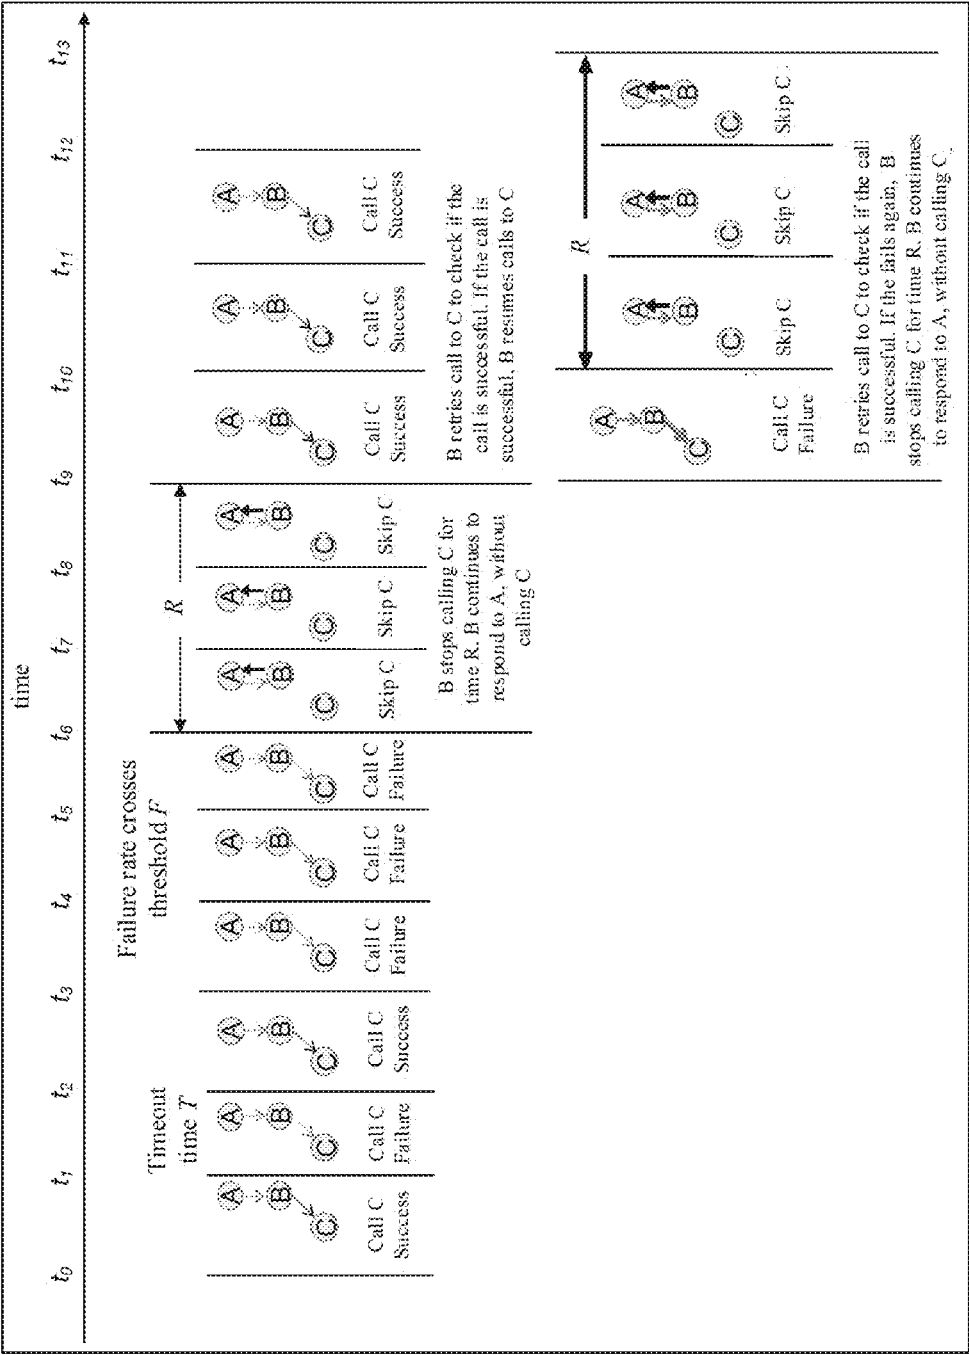 time
t0 t1 t2 t3 t4 t5 t6 t7 t8 t9 t10 t11 t12 t13
Timeout
time T
Failure rate crosses
threshold F
R
A A A A A A A A A A A A
B B B B B B B B B B B B
C C C C C C C C C C C C
Call C
Success
Call C
Failure
Call C
Success
Call C
Failure
Call C
Failure
Call C
Failure
Skip C
Skip C
Skip C
Call C
Success
Call C
Success
Call C
Success
B stops calling C for
time R. B continues to
respond to A, without
calling C
B retries call to C to check if the
call is successful. If the call is
successful, B resumes calls to C
R
A A A A
B B B B
C C C C
Call C
Failure
Skip C
Skip C
Skip C
B retries call to C to check if the call
is successful. If the fails again, B
stops calling C for time R. B continues
to respond to A, without calling C.